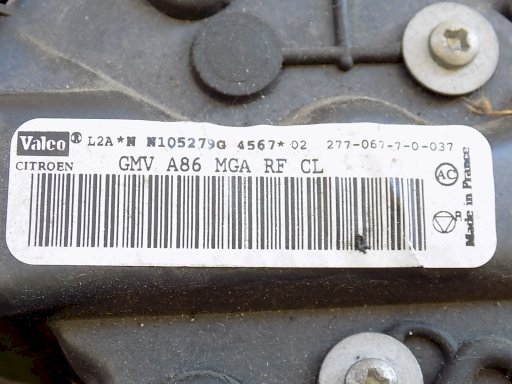 Valeo® L2A*N N105279G 4567* 02 277-067-7-0-037
CITROEN GMV A86 MGA RF CL
AC
R
Made in France